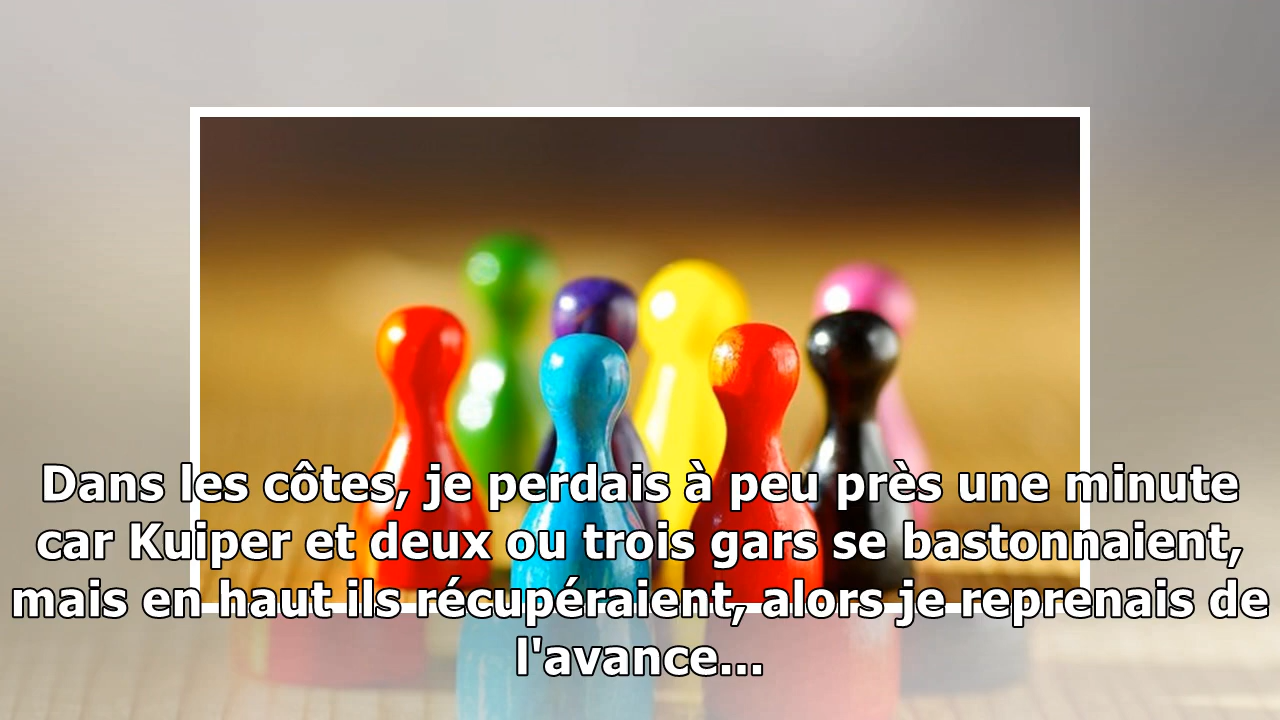 Dans les côtes, je perdais à peu près une minute
car Kuiper et deux ou trois gars se bastonnaient,
mais en haut ils récupéraient, alors je reprenais de
l'avance...